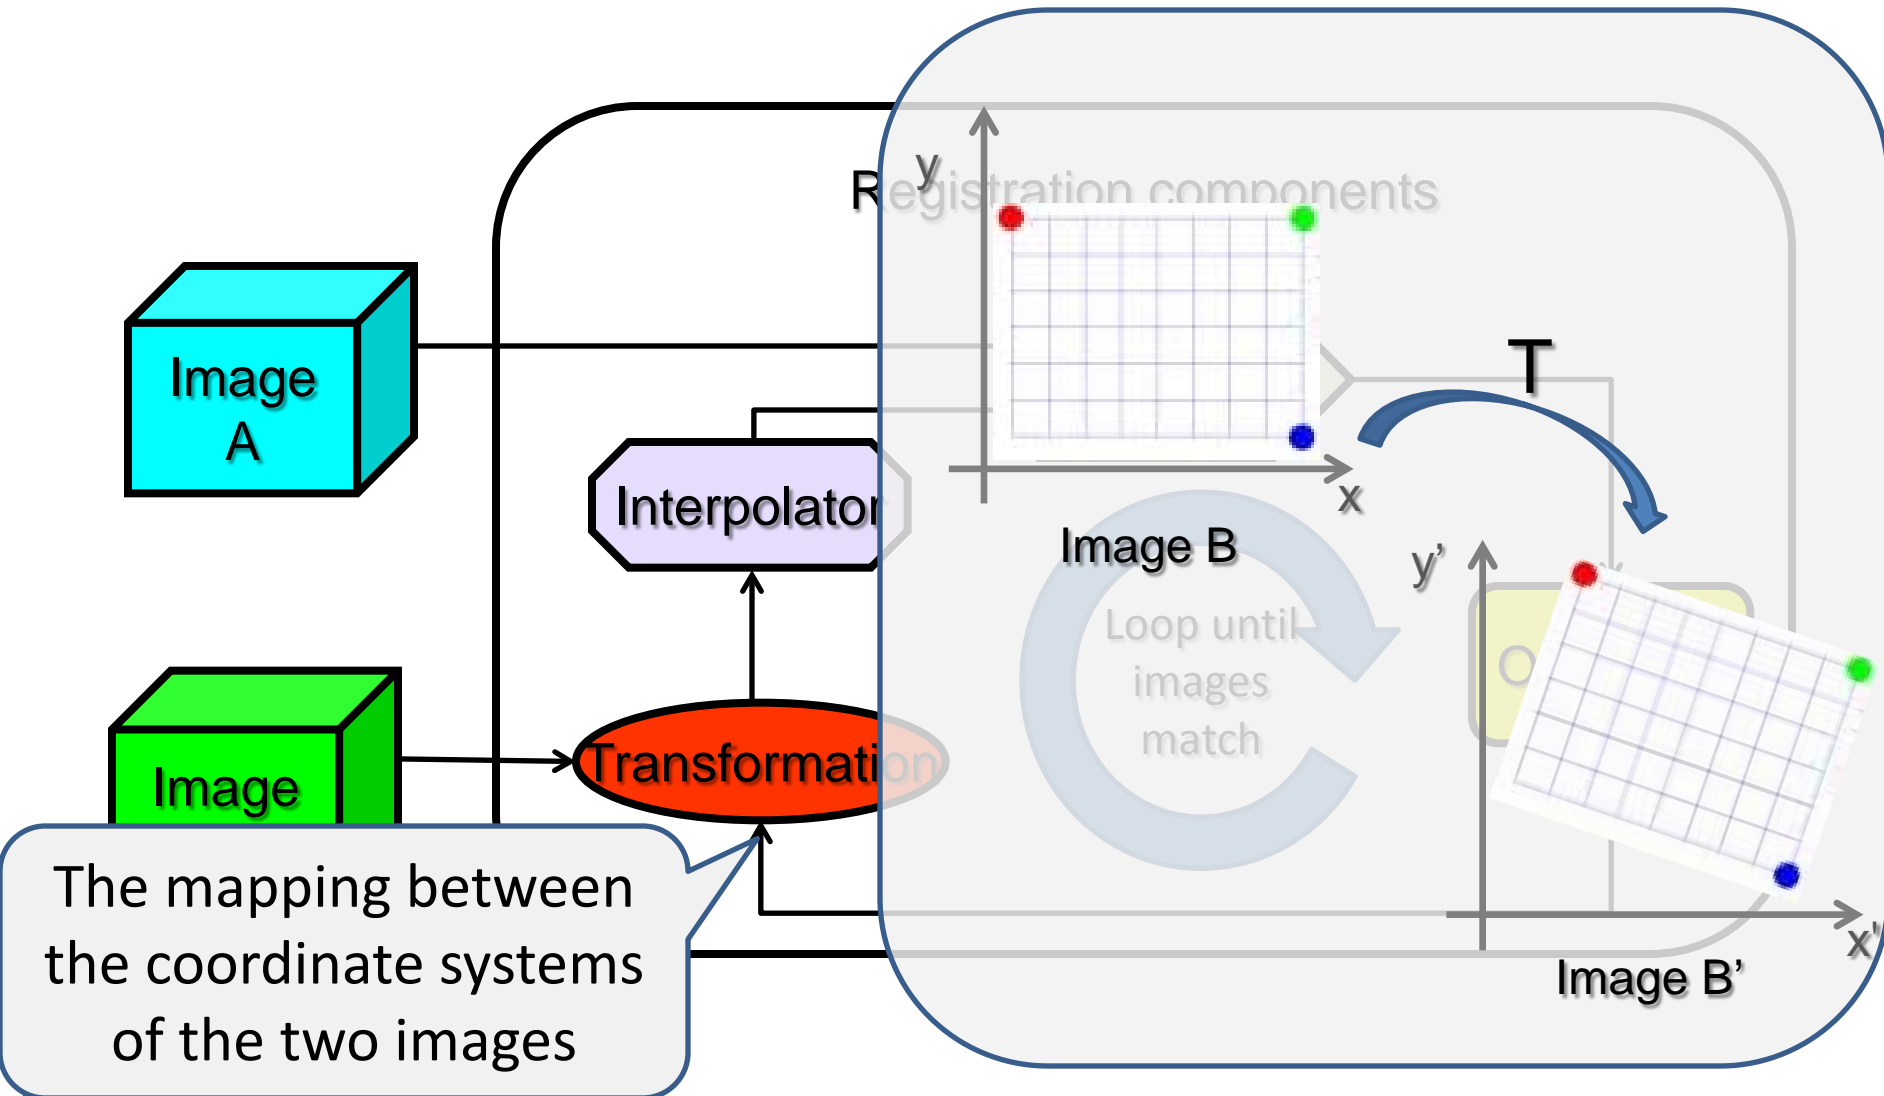 Registration components
y
T
Image
A
Interpolator
x
Image B
y’
Loop until
images
match
O
Transformation
Image
The mapping between
the coordinate systems
of the two images
x'
Image B’